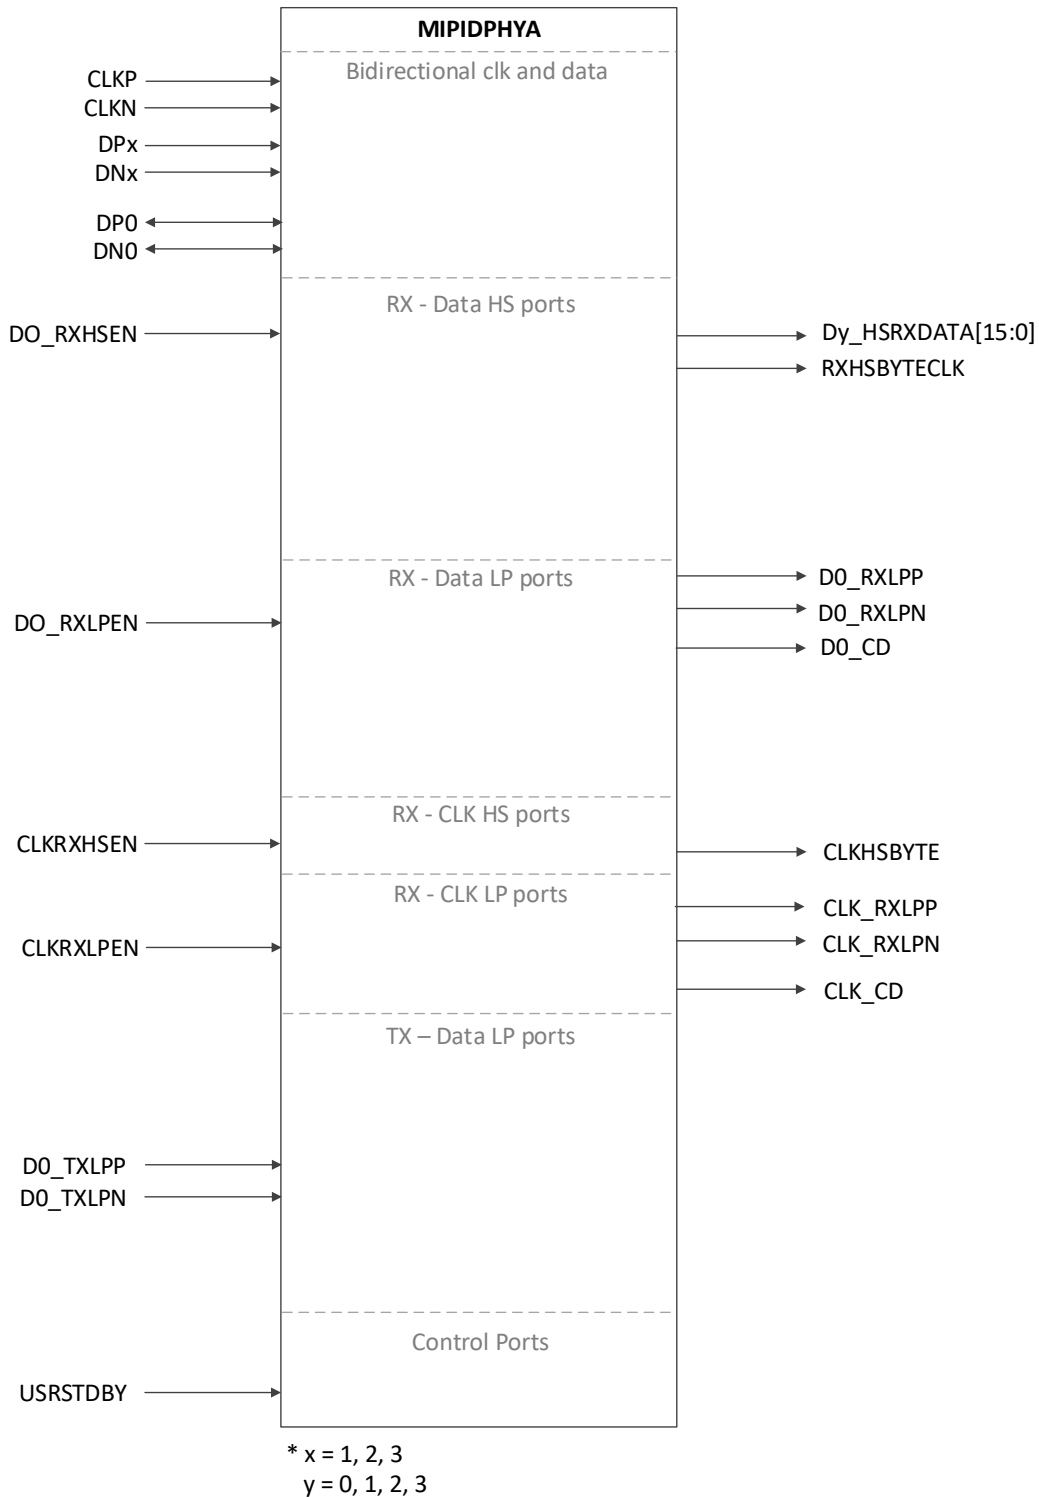 MIPIDPHYA
Bidirectional clk and data
CLKP
CLKN
DPx
DNx
DP0
DN0
RX - Data HS ports
DO_RXHSEN
Dy_HSRXDATA[15:0]
RXHSBYTECLK
RX - Data LP ports
D0_RXLPP
D0_RXLPN
DO_RXLPEN
D0_CD
RX - CLK HS ports
CLKRXHSEN
CLKHSBYTE
RX - CLK LP ports
CLK_RXLPP
CLK_RXLPN
CLKRXLPEN
CLK_CD
TX – Data LP ports
D0_TXLPP
D0_TXLPN
Control Ports
USRSTDBY
* x = 1, 2, 3
y = 0, 1, 2, 3